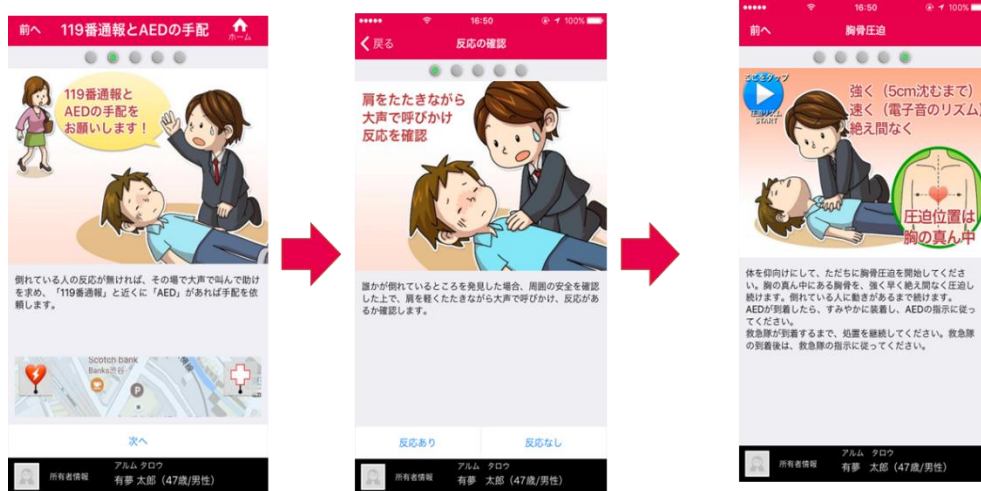 前へ 119番通報とAEDの手配 ホーム
119番通報と
AEDの手配を
お願いします！
倒れている人の反応が無ければ、その場で大声で叫んで助け
を求め、「119番通報」と近くに「AED」があれば手配を依
頼します。
Scotch bank
Banks渋谷
P
次へ
所有者情報
アルム タロウ
有夢 太郎（47歳/男性）
16:50 100%
戻る 反応の確認
肩をたたきながら
大声で呼びかけ
反応を確認
誰かが倒れているところを発見した場合、周囲の安全を確認
した上で、肩を軽くたたきながら大声で呼びかけ、反応があ
るか確認します。
反応あり 反応なし
所有者情報
アルム タロウ
有夢 太郎（47歳/男性）
16:50 100%
前へ 胸骨圧迫
ここをタップ
圧迫リズム
START
強く（5cm沈むまで）
速く（電子音のリズム）
絶え間なく
圧迫位置は
胸の真ん中
体を仰向けにして、ただちに胸骨圧迫を開始してくださ
い。胸の真ん中にある胸骨を、強く早く絶え間なく圧迫し
続けます。倒れている人に動きがあるまで続けます。
AEDが到着したら、すみやかに装着し、AEDの指示に従っ
てください。
救急隊が到着するまで、処置を継続してください。救急隊
の到着後は、救急隊の指示に従ってください。
所有者情報
アルム タロウ
有夢 太郎（47歳/男性）